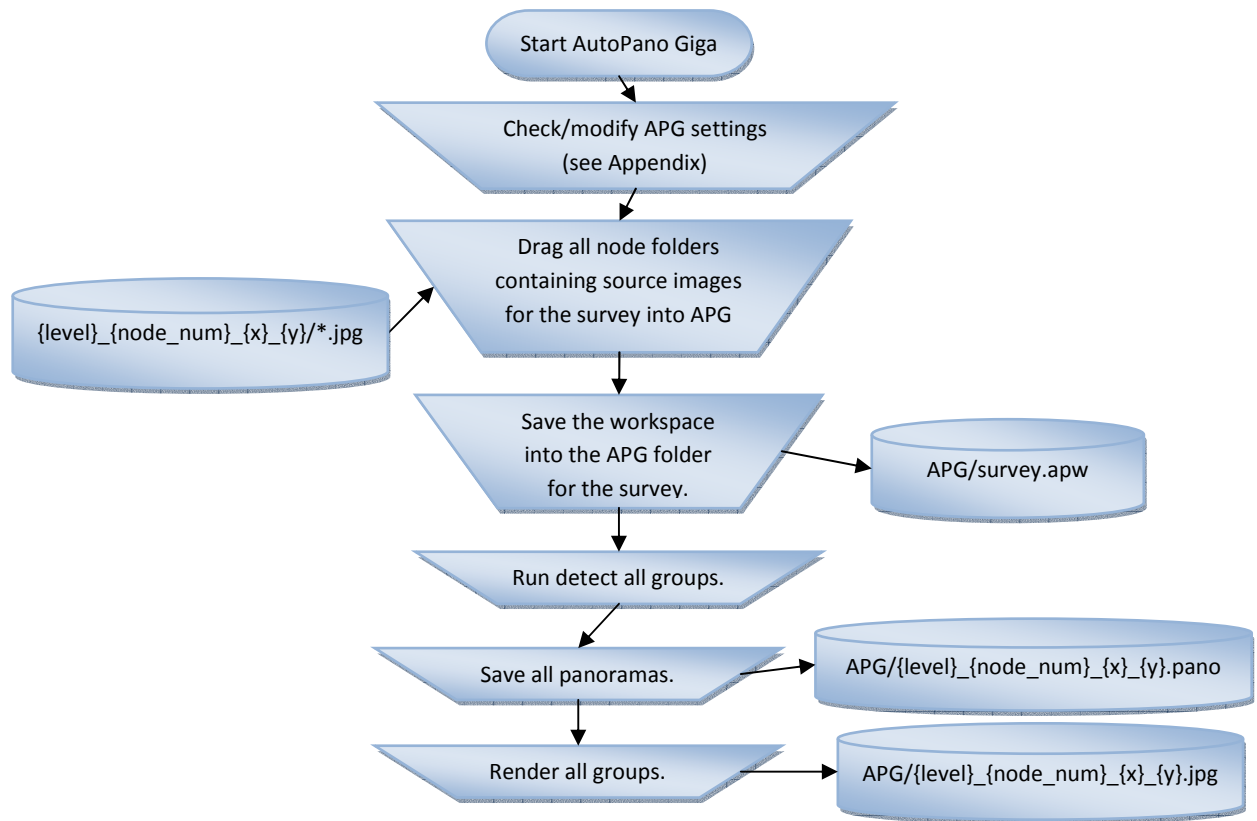 Start AutoPano Giga
Check/modify APG settings
(see Appendix)
Drag all node folders
containing source images
for the survey into APG
{level}_{node_num}_{x}_{y}/*.jpg
Save the workspace
into the APG folder
for the survey.
APG/survey.apw
Run detect all groups.
Save all panoramas.
APG/{level}_{node_num}_{x}_{y}.pano
Render all groups.
APG/{level}_{node_num}_{x}_{y}.jpg